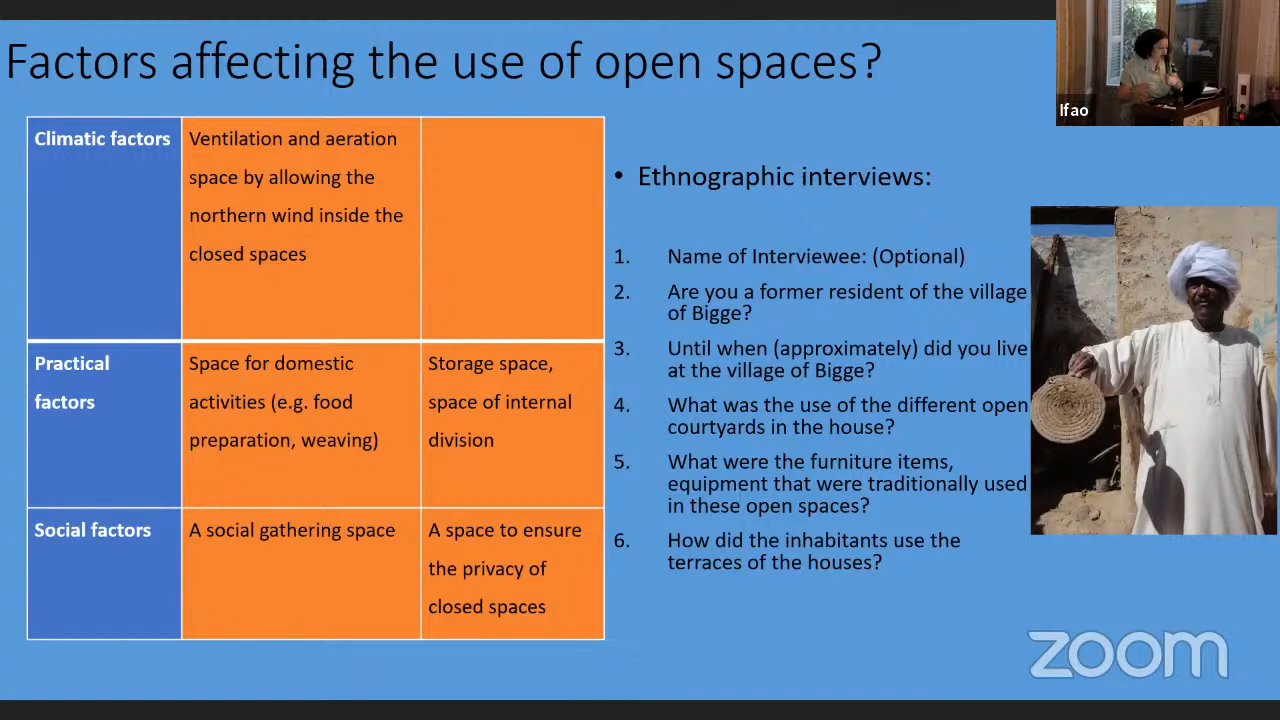 Factors affecting the use of open spaces?
Ifao
Climatic factors
Ventilation and aeration
space by allowing the
northern wind inside the
closed spaces
Practical
factors
Space for domestic
activities (e.g. food
preparation, weaving)
Storage space,
space of internal
division
Social factors
A social gathering space
A space to ensure
the privacy of
closed spaces
• Ethnographic interviews:
1. Name of Interviewee: (Optional)
2. Are you a former resident of the village
of Bigge?
3. Until when (approximately) did you live
at the village of Bigge?
4. What was the use of the different open
courtyards in the house?
5. What were the furniture items,
equipment that were traditionally used
in these open spaces?
6. How did the inhabitants use the
terraces of the houses?
zoom